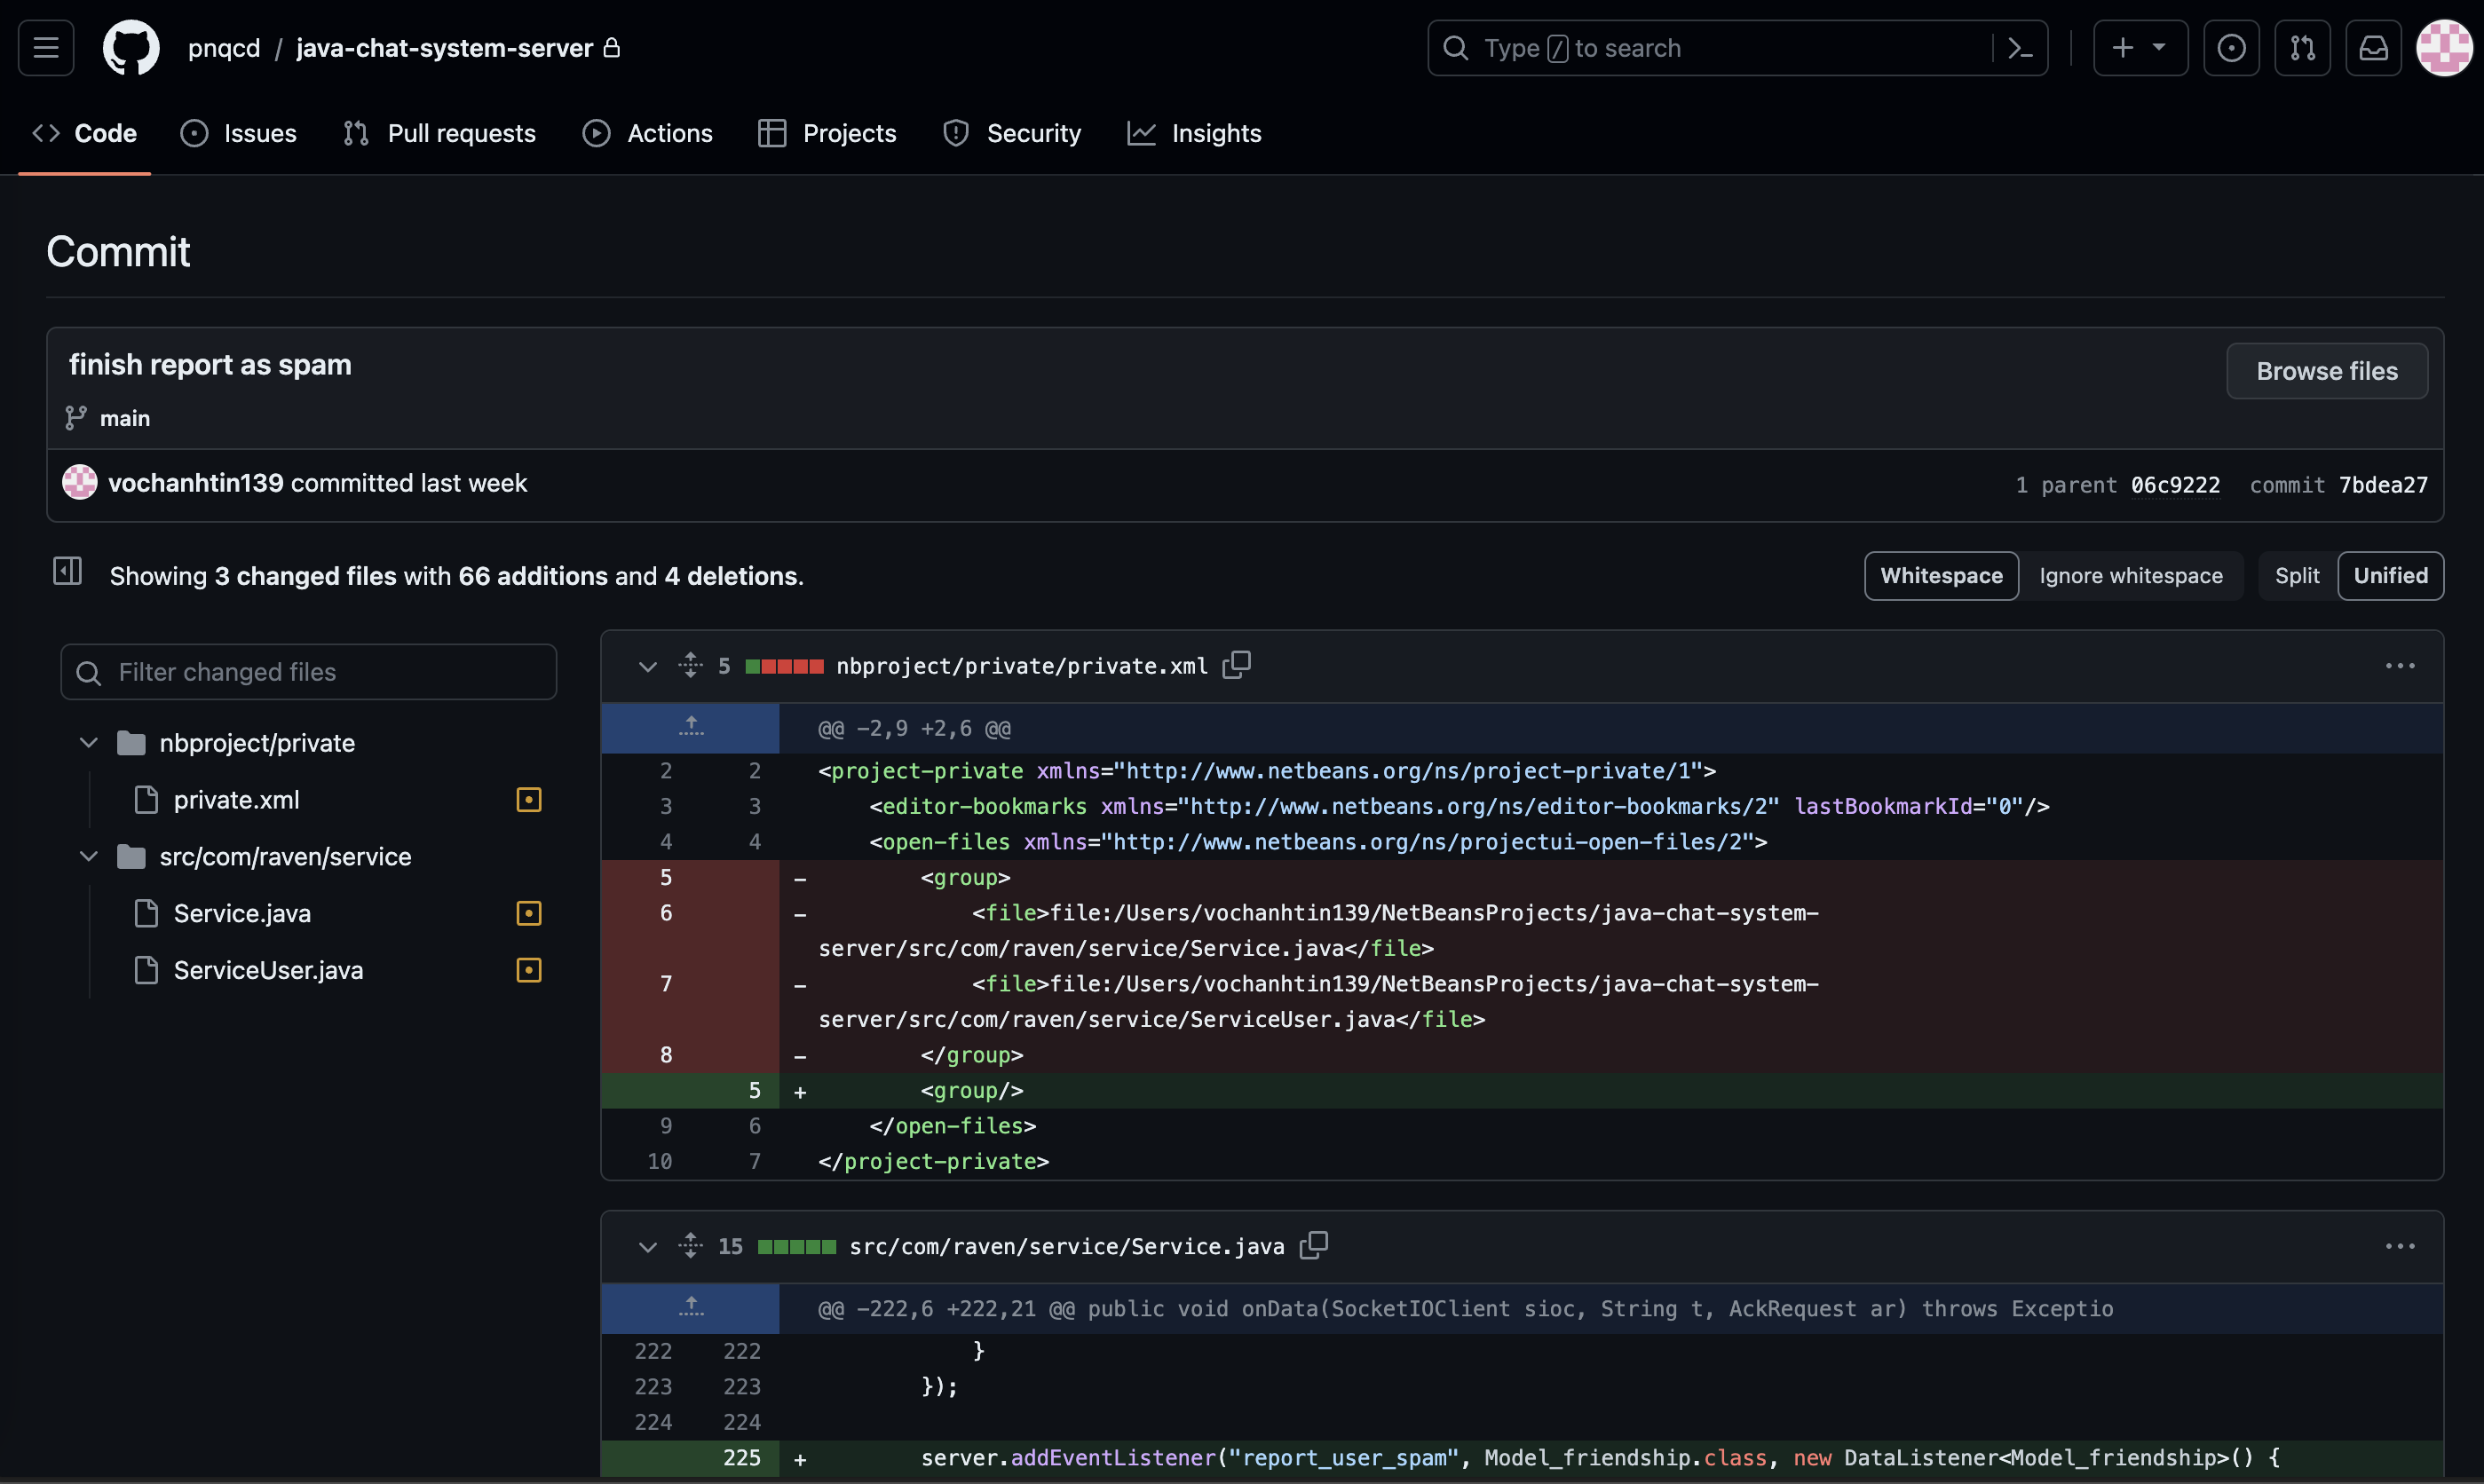 pnqcd / java-chat-system-server
Type / to search
Code Issues Pull requests Actions Projects Security Insights
Commit
finish report as spam
Browse files
main
vochanhtin139 committed last week
1 parent 06c9222 commit 7bdea27
Showing 3 changed files with 66 additions and 4 deletions.
Whitespace Ignore whitespace Split Unified
Filter changed files
nbproject/private
private.xml
src/com/raven/service
Service.java
ServiceUser.java
5 nbproject/private/private.xml
@@ -2,9 +2,6 @@
2 2 <project-private xmlns="http://www.netbeans.org/ns/project-private/1">
3 3 <editor-bookmarks xmlns="http://www.netbeans.org/ns/editor-bookmarks/2" lastBookmarkId="0"/>
4 4 <open-files xmlns="http://www.netbeans.org/ns/projectui-open-files/2">
5 - <group>
6 - <file>file:/Users/vochanhtin139/NetBeansProjects/java-chat-system-
server/src/com/raven/service/Service.java</file>
7 - <file>file:/Users/vochanhtin139/NetBeansProjects/java-chat-system-
server/src/com/raven/service/ServiceUser.java</file>
8 - </group>
5 + <group/>
9 6 </open-files>
10 7 </project-private>
15 src/com/raven/service/Service.java
@@ -222,6 +222,21 @@ public void onData(SocketIOClient sioc, String t, AckRequest ar) throws Exceptio
222 222 }
223 223 });
224 224
225 + server.addEventListener("report_user_spam", Model_friendship.class, new DataListener<Model_friendship>() {